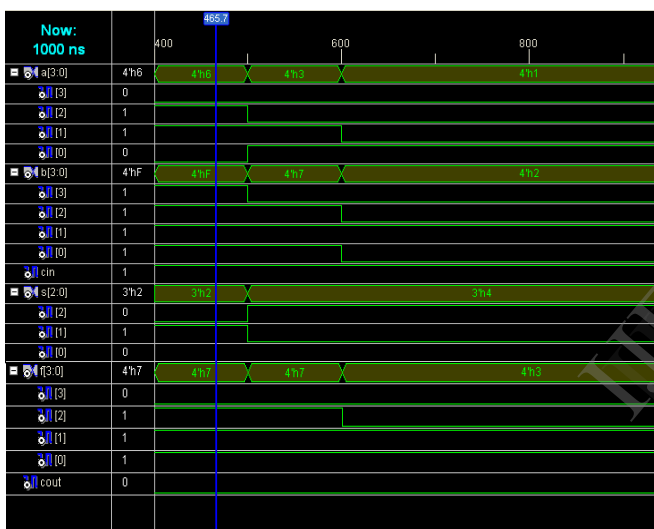 Now:
1000 ns
465.7
400 600 800
a[3:0] 4'h6 4'h6 4'h3 4'h1
[3] 0
[2] 1
[1] 1
[0] 0
b[3:0] 4'hF 4'hF 4'h7 4'h2
[3] 1
[2] 1
[1] 1
[0] 1
cin 1
s[2:0] 3'h2 3'h2 3'h4
[2] 0
[1] 1
[0] 0
f[3:0] 4'h7 4'h7 4'h7 4'h3
[3] 0
[2] 1
[1] 1
[0] 1
cout 0